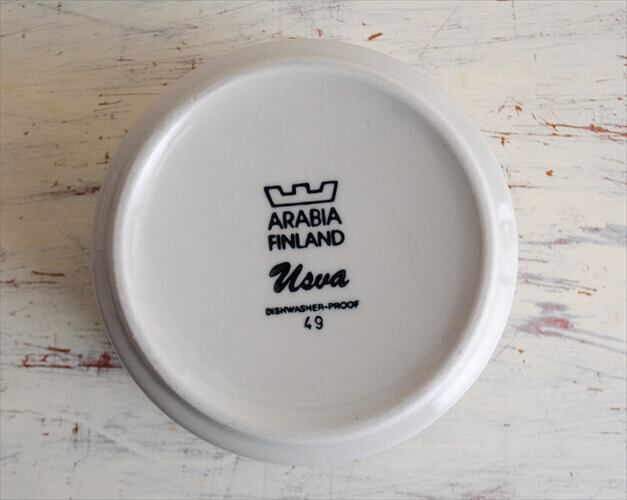 ARABIA
FINLAND
Usva
DISHWASHER-PROOF
49